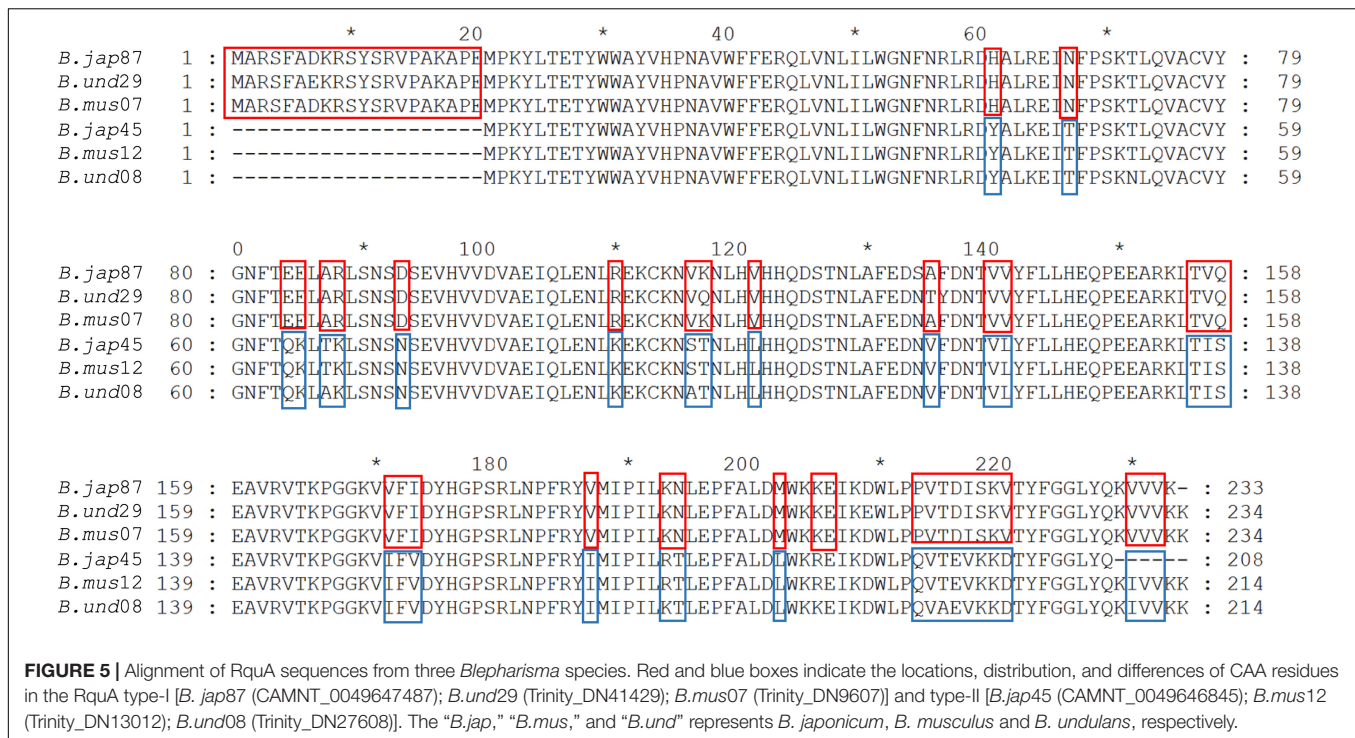 * 20 * 40 * 60 *
B.jap87 1 : MARSFADKRSYSRVPAKAPEMPKYLTETYWWAYVHPNAVWFFERQLVNLILWGNFNRLRDHALREINFPSKTLQVACVY : 79
B.und29 1 : MARSFAEKRSYSRVPAKAPEMPKYLTETYWWAYVHPNAVWFFERQLVNLILWGNFNRLRDHALREINFPSKTLQVACVY : 79
B.mus07 1 : MARSFADKRSYSRVPAKAPEMPKYLTETYWWAYVHPNAVWFFERQLVNLILWGNFNRLRDHALREINFPSKTLQVACVY : 79
B.jap45 1 : --------------------MPKYLTETYWWAYVHPNAVWFFERQLVNLILWGNFNRLRDYALKEITFPSKTLQVACVY : 59
B.mus12 1 : --------------------MPKYLTETYWWAYVHPNAVWFFERQLVNLILWGNFNRLRDYALKEITFPSKTLQVACVY : 59
B.und08 1 : --------------------MPKYLTETYWWAYVHPNAVWFFERQLVNLILWGNFNRLRDYALKEITFPSKNLQVACVY : 59
0 * 100 * 120 * 140 *
B.jap87 80 : GNFTEELARLSNSDSEVHVVDVAEIQLENLREKCKNVKNLHVHHQDSTNLAFEDSAFDNTVVYFLLHEQPEEARKLTVQ : 158
B.und29 80 : GNFTEELARLSNSDSEVHVVDVAEIQLENLREKCKNVQNLHVHHQDSTNLAFEDNTYDNTVVYFLLHEQPEEARKLTVQ : 158
B.mus07 80 : GNFTEELARLSNSDSEVHVVDVAEIQLENLREKCKNVKNLHVHHQDSTNLAFEDNAFDNTVVYFLLHEQPEEARKLTVQ : 158
B.jap45 60 : GNFTQKLTKLSNSNSEVHVVDVAEIQLENLKEKCKNSTNLHLHHQDSTNLAFEDNVFDNTVLYFLLHEQPEEARKLTIS : 138
B.mus12 60 : GNFTQKLTKLSNSNSEVHVVDVAEIQLENLKEKCKNSTNLHLHHQDSTNLAFEDNVFDNTVLYFLLHEQPEEARKLTIS : 138
B.und08 60 : GNFTQKLAKLSNSNSEVHVVDVAEIQLENLKEKCKNATNLHLHHQDSTNLAFEDNVFDNTVLYFLLHEQPEEARKLTIS : 138
* 180 * 200 * 220 *
B.jap87 159 : EAVRVTKPGGKVVFIDYHGPSRLNPFRYVMIPILKNLEPFALDMWKKEIKDWLPPVTDISKVTYFGGLYQKVVVK- : 233
B.und29 159 : EAVRVTKPGGKVVFIDYHGPSRLNPFRYVMIPILKNLEPFALDMWKKEIKEWLPPVTDISKVTYFGGLYQKVVVKK : 234
B.mus07 159 : EAVRVTKPGGKVVFIDYHGPSRLNPFRYVMIPILKNLEPFALDMWKKEIKDWLPPVTDISKVTYFGGLYQKVVVKK : 234
B.jap45 139 : EAVRVTKPGGKVIFVDYHGPSRLNPFRYIMIPILRTLEPFALDLWKREIKDWLPQVTEVKKDTYFGGLYQ------ : 208
B.mus12 139 : EAVRVTKPGGKVIFVDYHGPSRLNPFRYIMIPILRTLEPFALDLWKREIKDWLPQVTEVKKDTYFGGLYQKIVVKK : 214
B.und08 139 : EAVRVTKPGGKVIFVDYHGPSRLNPFRYIMIPILKTLEPFALDLWKKEIKDWLPQVAEVKKDTYFGGLYQKIVVKK : 214
FIGURE 5 | Alignment of RquA sequences from three Blepharisma species. Red and blue boxes indicate the locations, distribution, and differences of CAA residues
in the RquA type-I [B. jap87 (CAMNT_0049647487); B.und29 (Trinity_DN41429); B.mus07 (Trinity_DN9607)] and type-II [B.jap45 (CAMNT_0049646845); B.mus12
(Trinity_DN13012); B.und08 (Trinity_DN27608)]. The “B.jap,” “B.mus,” and “B.und” represents B. japonicum, B. musculus and B. undulans, respectively.